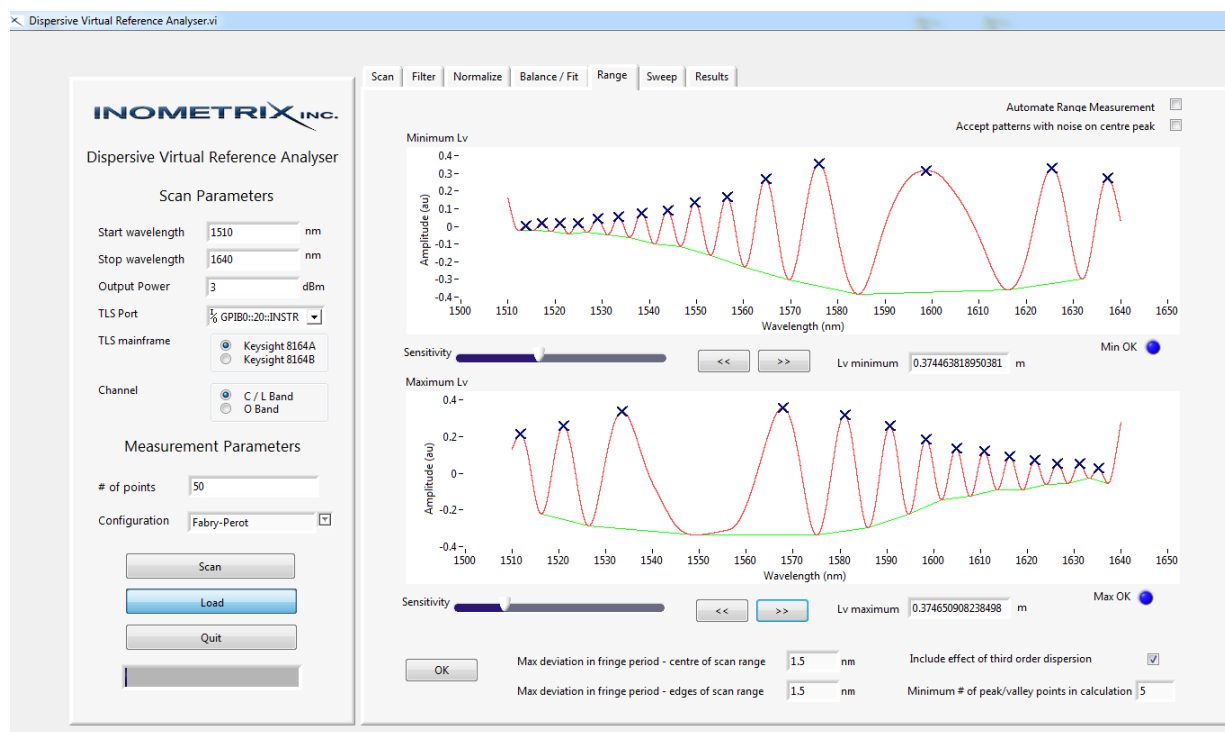 Dispersive Virtual Reference Analyser.vi
INOMETRIX INC.
Dispersive Virtual Reference Analyser
Scan Parameters
Start wavelength 1510 nm
Stop wavelength 1640 nm
Output Power 3 dBm
TLS Port GPIB0::20::INSTR
TLS mainframe Keysight 8164A
Keysight 8164B
Channel C / L Band
O Band
Measurement Parameters
# of points 50
Configuration Fabry-Perot
Scan
Load
Quit
Scan Filter Normalize Balance / Fit Range Sweep Results
Automate Range Measurement
Accept patterns with noise on centre peak
Minimum Lv
Amplitude (au)
0.4
0.3
0.2
0.1
0
-0.1
-0.2
-0.3
-0.4
1500 1510 1520 1530 1540 1550 1560 1570 1580 1590 1600 1610 1620 1630 1640 1650
Wavelength (nm)
Sensitivity << >> Lv minimum 0.374463818950381 m Min OK
Maximum Lv
Amplitude (au)
0.4
0.2
0
-0.2
-0.4
1500 1510 1520 1530 1540 1550 1560 1570 1580 1590 1600 1610 1620 1630 1640 1650
Wavelength (nm)
Sensitivity << >> Lv maximum 0.374650908238498 m Max OK
OK
Max deviation in fringe period - centre of scan range 1.5 nm Include effect of third order dispersion
Max deviation in fringe period - edges of scan range 1.5 nm Minimum # of peak/valley points in calculation 5